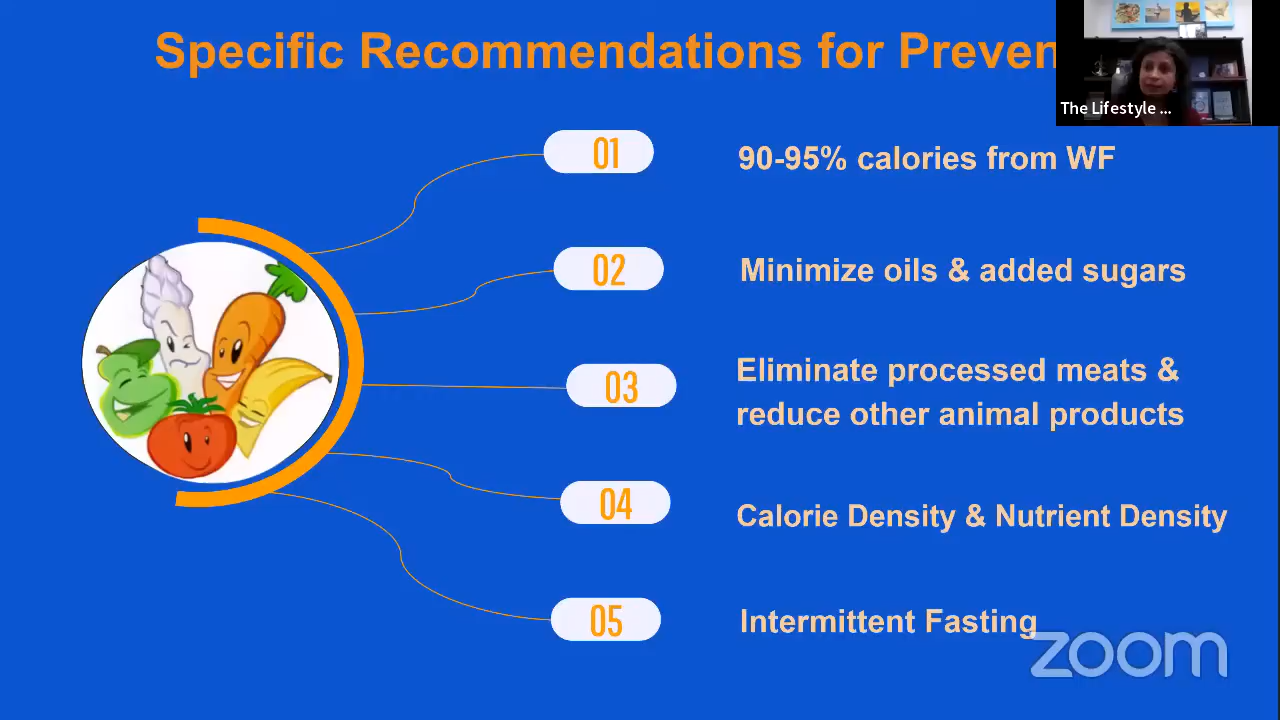 Specific Recommendations for Preven
The Lifestyle ...
01
90-95% calories from WF
02
Minimize oils & added sugars
03
Eliminate processed meats &
reduce other animal products
04
Calorie Density & Nutrient Density
05
Intermittent Fasting
zoom